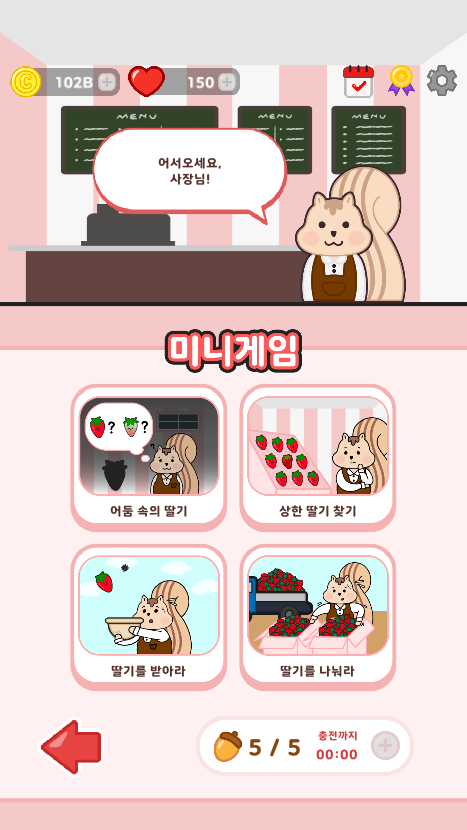 102B
150
MENU
MENU
MENU
어서오세요,
사장님!
미니게임
? ?
어둠 속의 딸기
상한 딸기 찾기
딸기를 받아라
딸기를 나눠라
5 / 5
충전까지
00:00